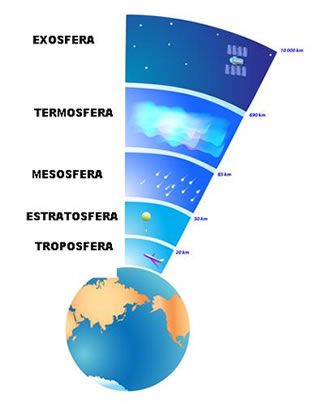 EXOSFERA
10 000 km
TERMOSFERA
690 km
MESOSFERA
85 km
ESTRATOSFERA
50 km
TROPOSFERA
20 km